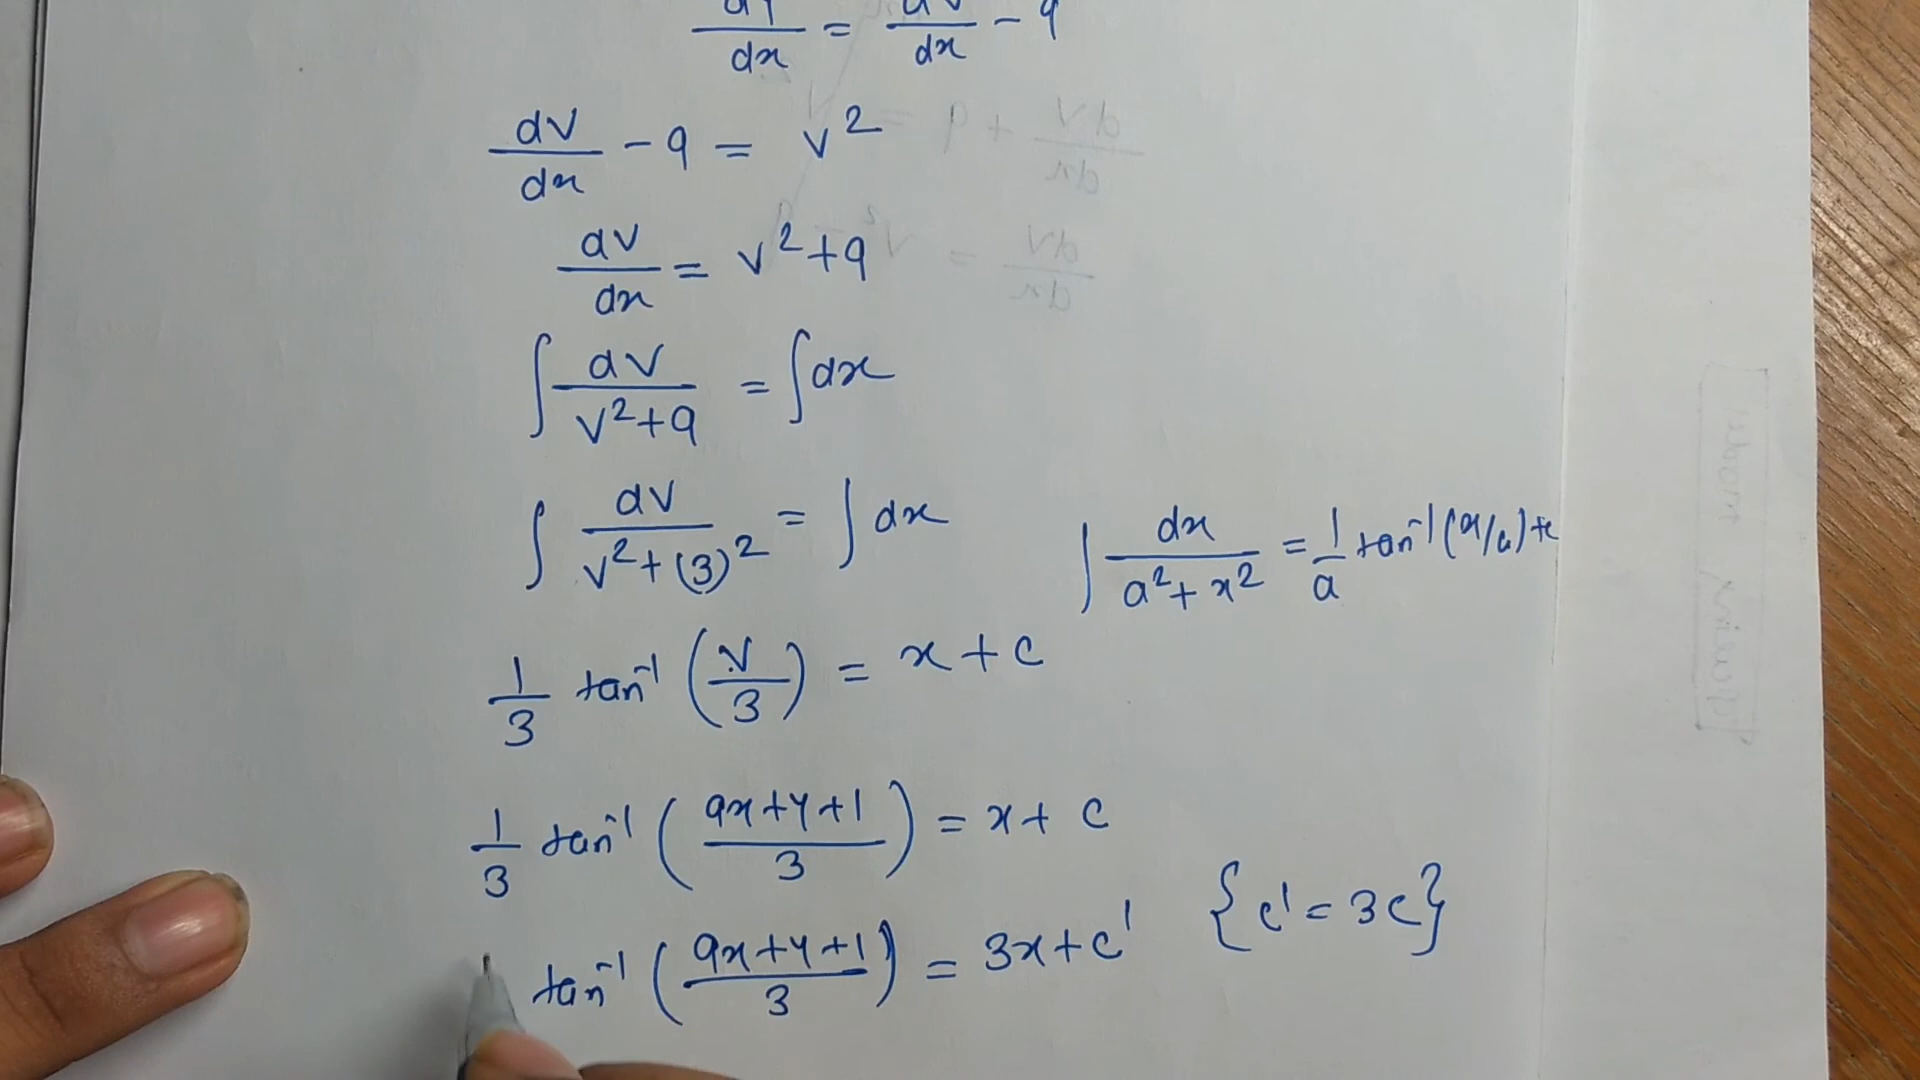 dy/dx = dv/dx - 9
dv/dx - 9 = v²
dv/dx = v²+9
∫ dv/(v²+9) = ∫dx
∫ dv/(v²+(3)²) = ∫ dx
∫ dx/(a²+x²) = 1/a tan⁻¹(x/a)+c
1/3 tan⁻¹ (v/3) = x+c
1/3 tan⁻¹ ((9x+y+1)/3) = x+ c
tan⁻¹ ((9x+y+1)/3) = 3x+c' {c' = 3c}